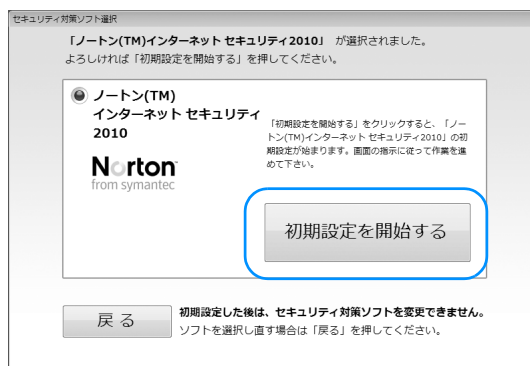 セキュリティ対策ソフト選択
「ノートン(TM)インターネット セキュリティ2010」 が選択されました。
よろしければ「初期設定を開始する」を押してください。
ノートン(TM)
インターネット セキュリティ
2010
Norton
from symantec
「初期設定を開始する」をクリックすると、「ノー
トン(TM)インターネット セキュリティ2010」の初
期設定が始まります。画面の指示に従って作業を進
めて下さい。
初期設定を開始する
戻 る
初期設定した後は、セキュリティ対策ソフトを変更できません。
ソフトを選択し直す場合は「戻る」を押してください。